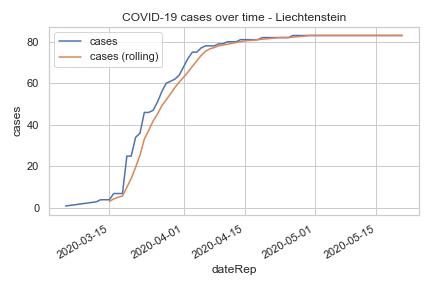 COVID-19 cases over time - Liechtenstein
cases
cases (rolling)
80
60
40
20
0
cases
2020-03-15
2020-04-01
2020-04-15
2020-05-01
2020-05-15
dateRep